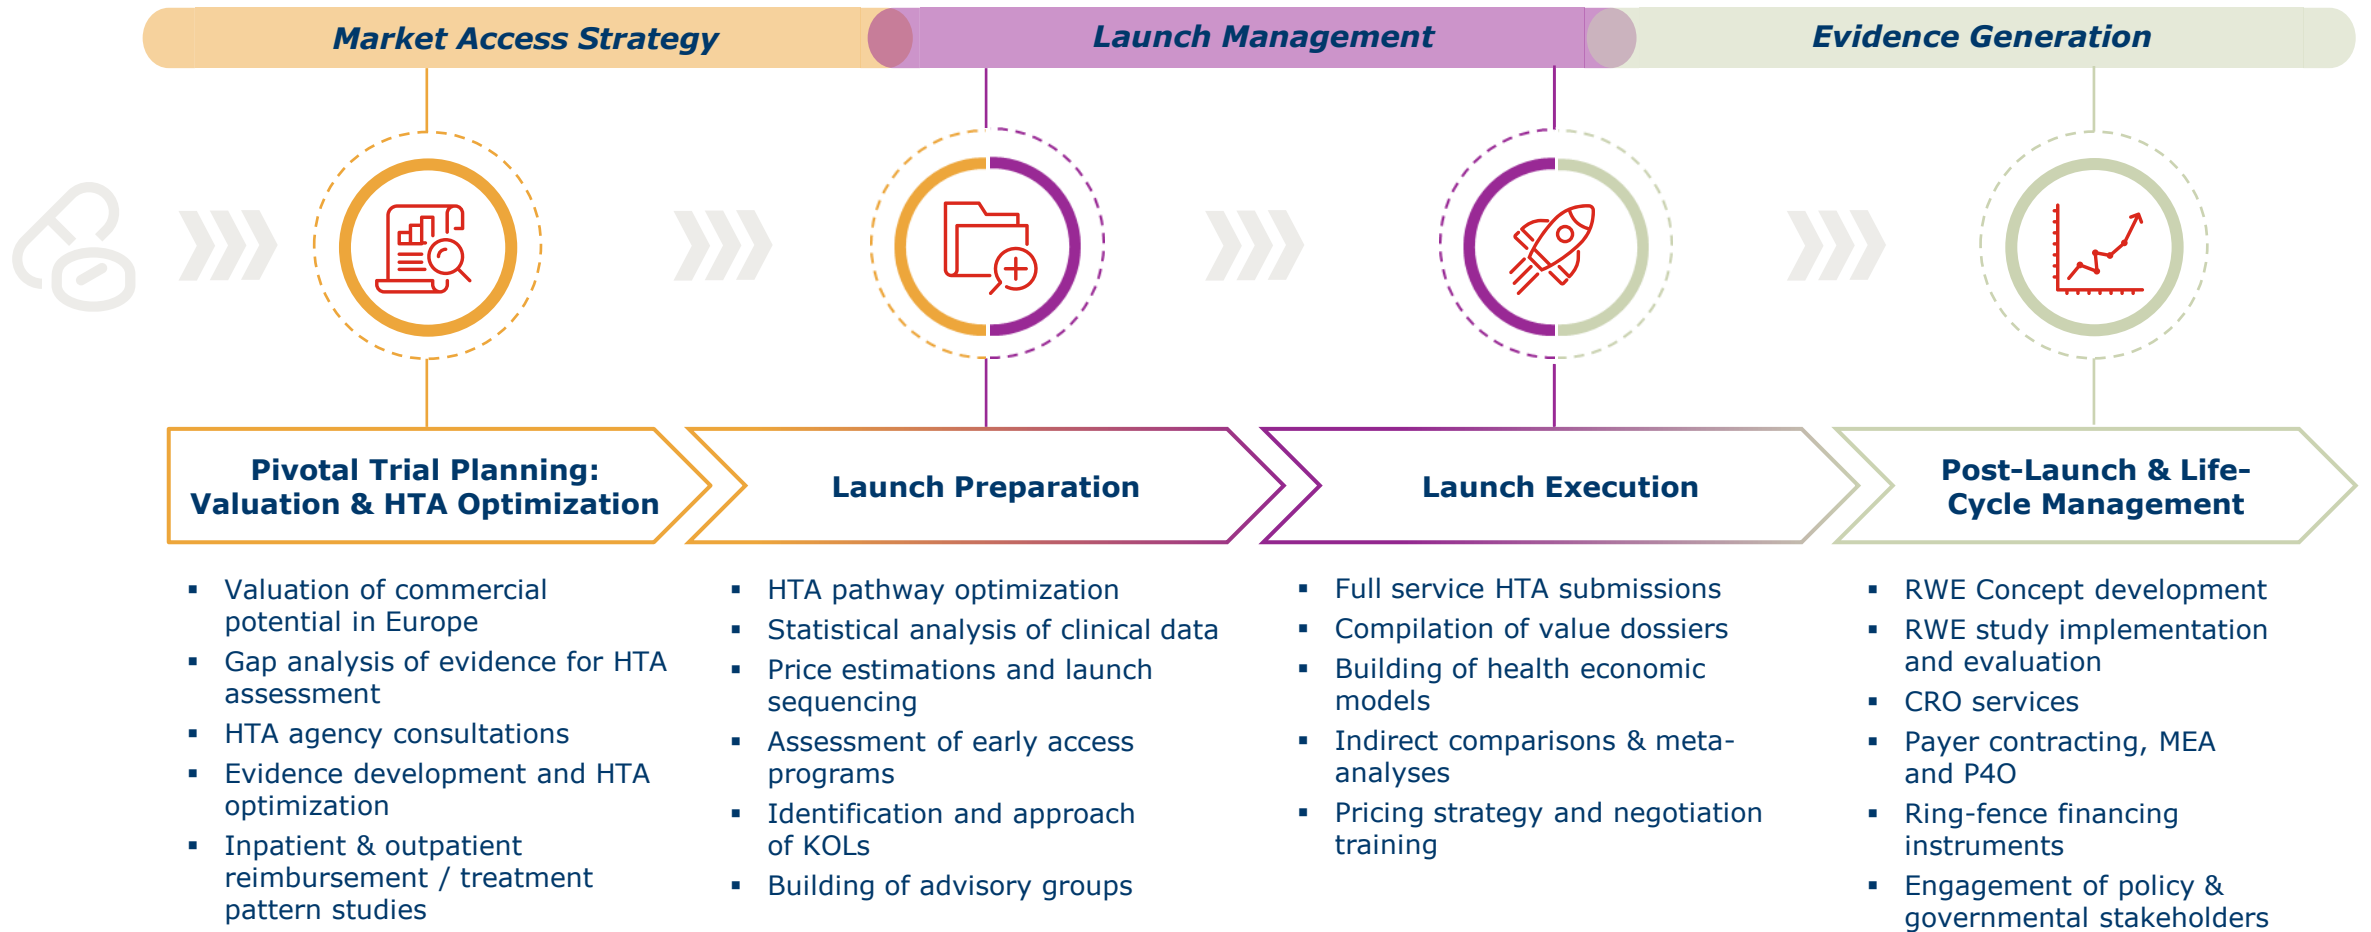 Market Access Strategy
Launch Management
Evidence Generation
Pivotal Trial Planning:
Valuation & HTA Optimization
Launch Preparation
Launch Execution
Post-Launch & Life-
Cycle Management
▪ Valuation of commercial
potential in Europe
▪ Gap analysis of evidence for HTA
assessment
▪ HTA agency consultations
▪ Evidence development and HTA
optimization
▪ Inpatient & outpatient
reimbursement / treatment
pattern studies
▪ HTA pathway optimization
▪ Statistical analysis of clinical data
▪ Price estimations and launch
sequencing
▪ Assessment of early access
programs
▪ Identification and approach
of KOLs
▪ Building of advisory groups
▪ Full service HTA submissions
▪ Compilation of value dossiers
▪ Building of health economic
models
▪ Indirect comparisons & meta-
analyses
▪ Pricing strategy and negotiation
training
▪ RWE Concept development
▪ RWE study implementation
and evaluation
▪ CRO services
▪ Payer contracting, MEA
and P4O
▪ Ring-fence financing
instruments
▪ Engagement of policy &
governmental stakeholders